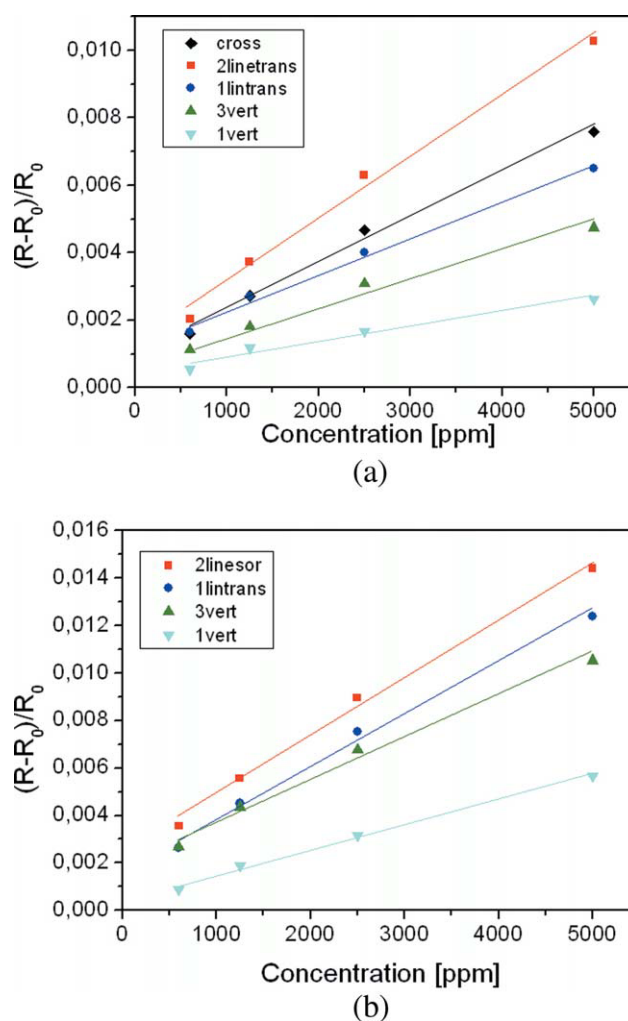 0,010
0,008
0,006
0,004
0,002
0,000
(R-R0)/R0
cross
2linetrans
1lintrans
3vert
1vert
0 1000 2000 3000 4000 5000
Concentration [ppm]
(a)
0,016
0,014
0,012
0,010
0,008
0,006
0,004
0,002
0,000
(R-R0)/R0
2linesor
1lintrans
3vert
1vert
0 1000 2000 3000 4000 5000
Concentration [ppm]
(b)